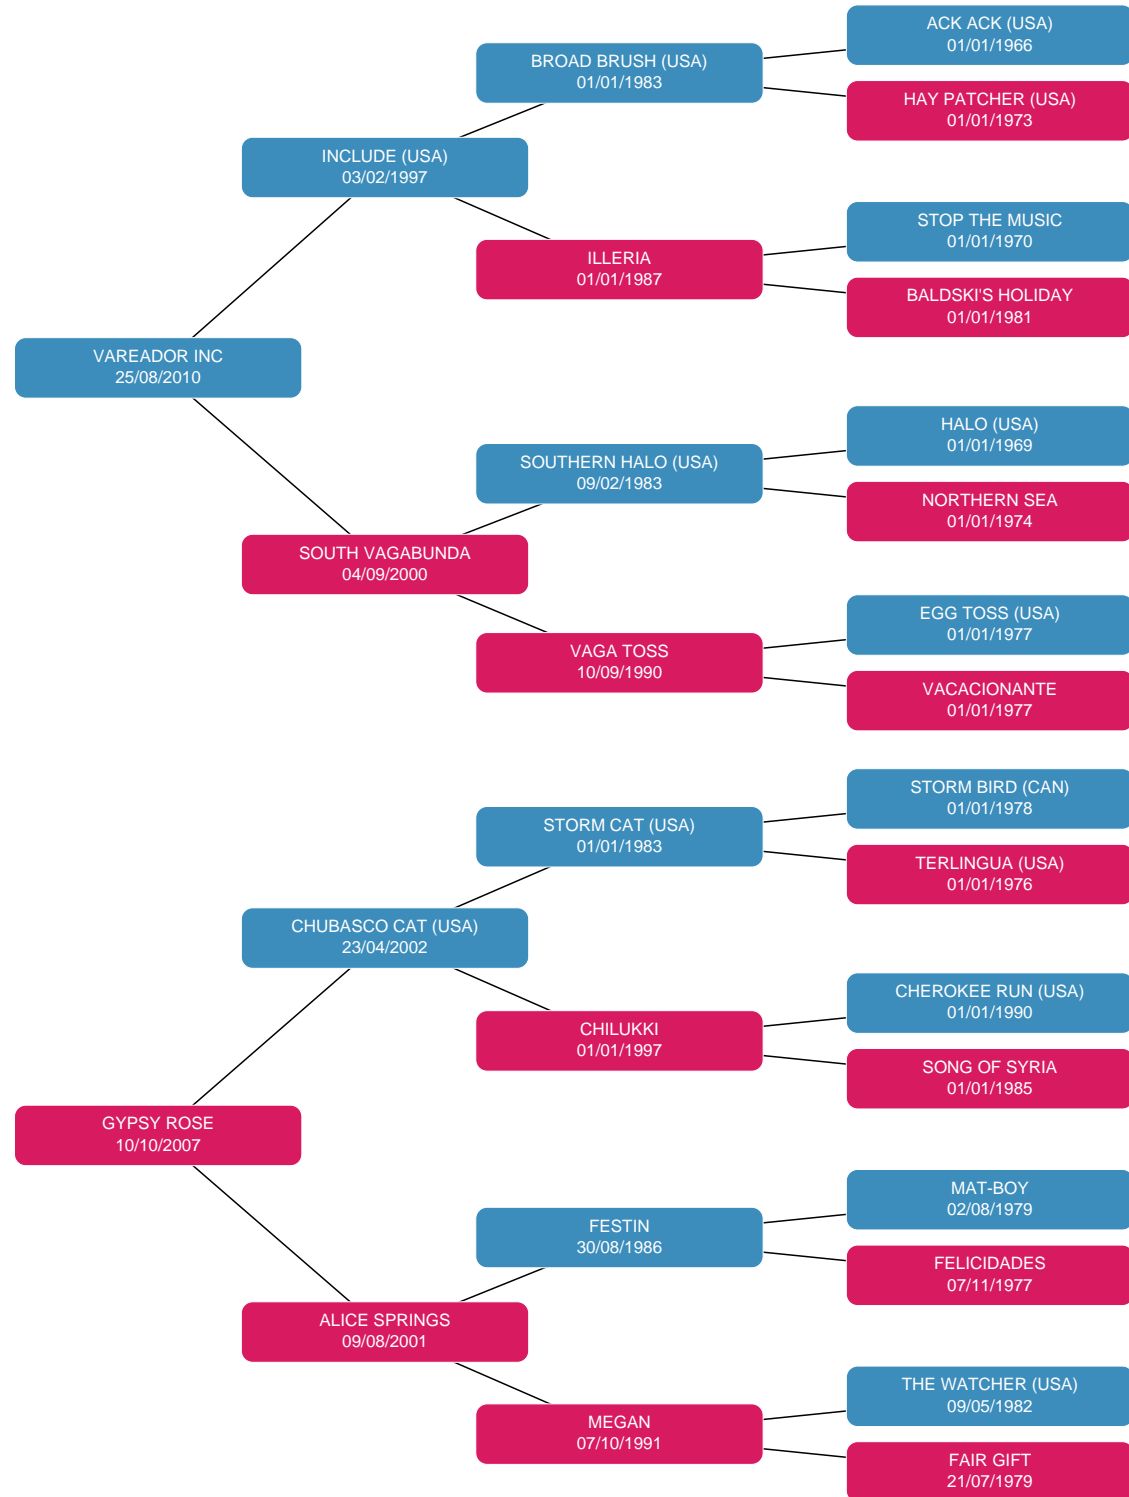 ACK ACK (USA)
01/01/1966
BROAD BRUSH (USA)
01/01/1983
HAY PATCHER (USA)
01/01/1973
INCLUDE (USA)
03/02/1997
STOP THE MUSIC
01/01/1970
ILLERIA
01/01/1987
BALDSKI'S HOLIDAY
01/01/1981
VAREADOR INC
25/08/2010
HALO (USA)
01/01/1969
SOUTHERN HALO (USA)
09/02/1983
NORTHERN SEA
01/01/1974
SOUTH VAGABUNDA
04/09/2000
EGG TOSS (USA)
01/01/1977
VAGA TOSS
10/09/1990
VACACIONANTE
01/01/1977
STORM BIRD (CAN)
01/01/1978
STORM CAT (USA)
01/01/1983
TERLINGUA (USA)
01/01/1976
CHUBASCO CAT (USA)
23/04/2002
CHEROKEE RUN (USA)
01/01/1990
CHILUKKI
01/01/1997
SONG OF SYRIA
01/01/1985
GYPSY ROSE
10/10/2007
MAT-BOY
02/08/1979
FESTIN
30/08/1986
FELICIDADES
07/11/1977
ALICE SPRINGS
09/08/2001
THE WATCHER (USA)
09/05/1982
MEGAN
07/10/1991
FAIR GIFT
21/07/1979